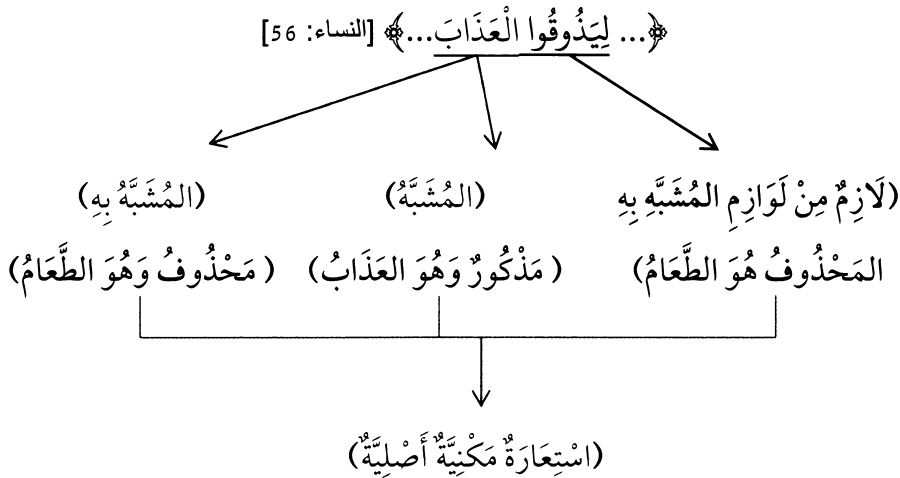 ﴿... لِيَذُوقُوا الْعَذَابَ...﴾ [النساء: 56]
(لَازِمٌ مِنْ لَوَازِمِ المُشَبَّهِ بِهِ (المُشَبَّهُ) (المُشَبَّهُ بِهِ)
المَحْذُوفُ هُوَ الطَّعَامُ) (مَذْكُورٌ وَهُوَ العَذَابُ) (مَحْذُوفُ وَهُوَ الطَّعَامُ)
(اسْتِعَارَةٌ مَكْنِيَّةٌ أَصْلِيَّةٌ)